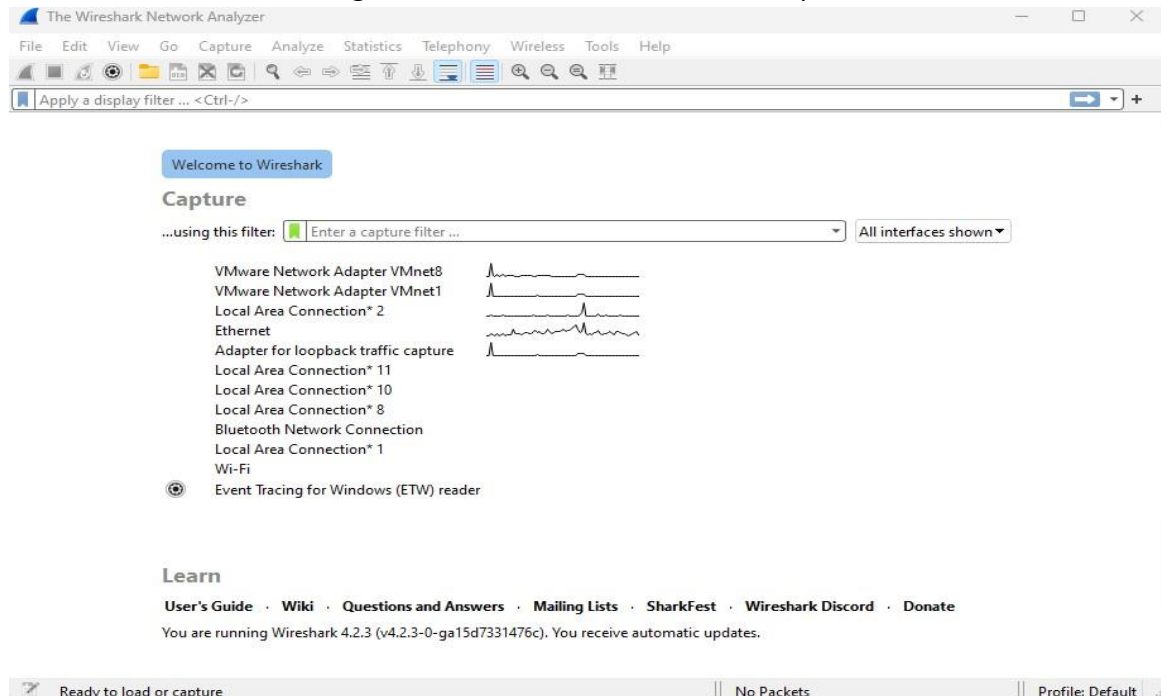 The Wireshark Network Analyzer
File Edit View Go Capture Analyze Statistics Telephony Wireless Tools Help
Apply a display filter ... <Ctrl-/>
Welcome to Wireshark
Capture
...using this filter: Enter a capture filter ... All interfaces shown
VMware Network Adapter VMnet8
VMware Network Adapter VMnet1
Local Area Connection* 2
Ethernet
Adapter for loopback traffic capture
Local Area Connection* 11
Local Area Connection* 10
Local Area Connection* 8
Bluetooth Network Connection
Local Area Connection* 1
Wi-Fi
Event Tracing for Windows (ETW) reader
Learn
User's Guide · Wiki · Questions and Answers · Mailing Lists · SharkFest · Wireshark Discord · Donate
You are running Wireshark 4.2.3 (v4.2.3-0-ga15d7331476c). You receive automatic updates.
Ready to load or capture No Packets Profile: Default